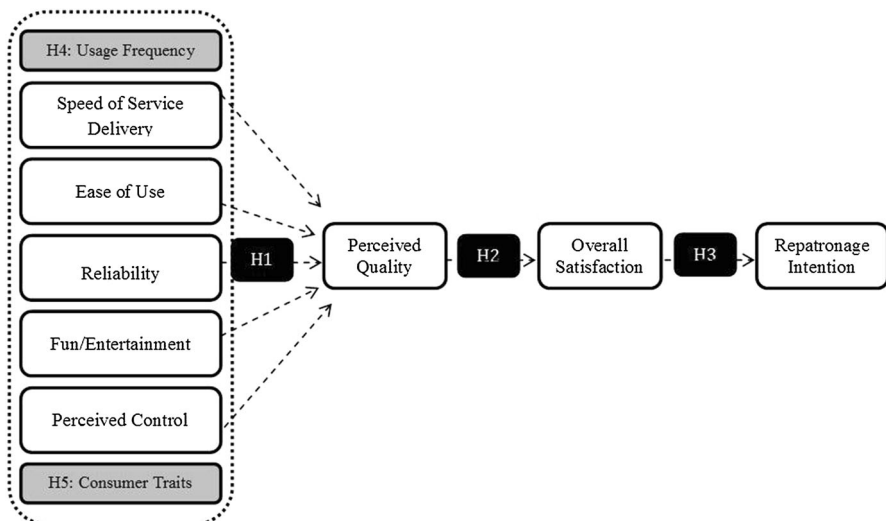 H4: Usage Frequency
Speed of Service
Delivery
Ease of Use
Reliability
Fun/Entertainment
Perceived Control
H5: Consumer Traits
H1
Perceived
Quality
H2
Overall
Satisfaction
H3
Repatronage
Intention